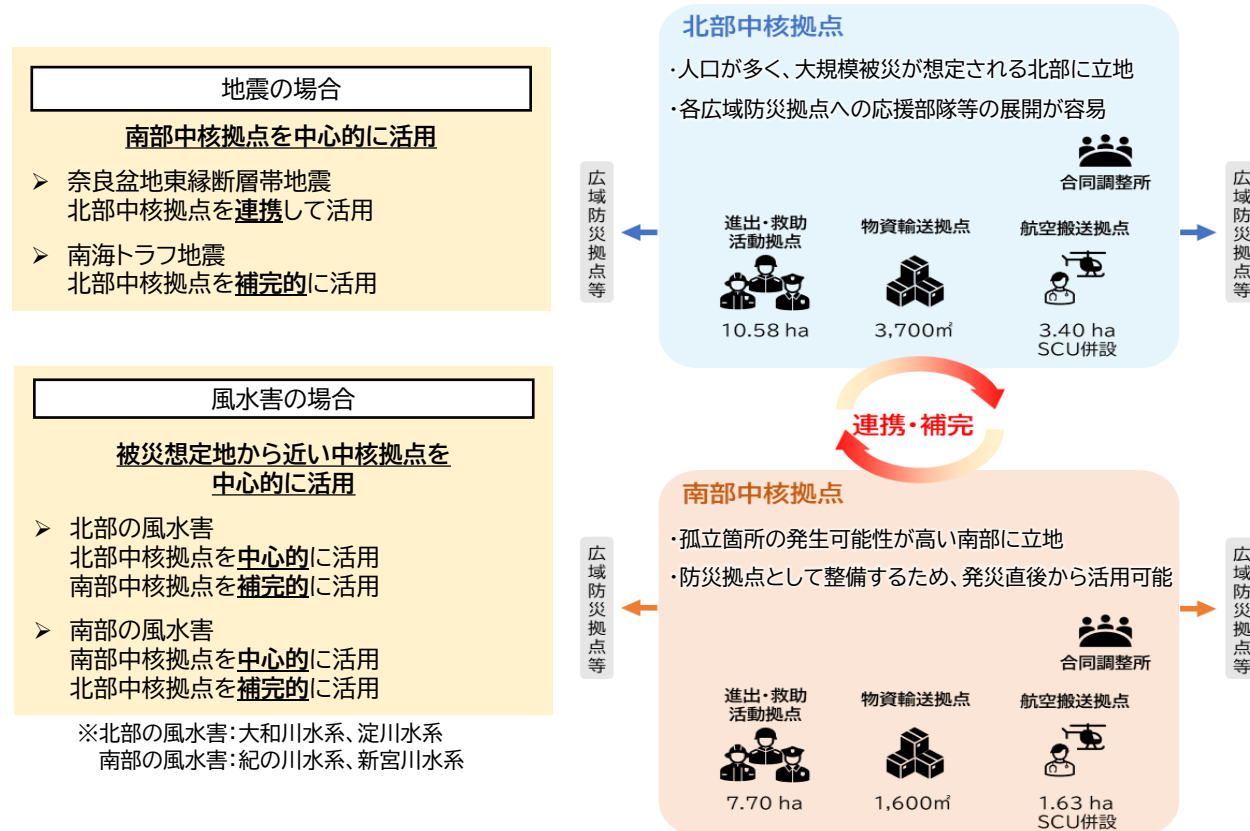 地震の場合
南部中核拠点を中心的に活用
➢ 奈良盆地東縁断層帯地震
北部中核拠点を連携して活用
➢ 南海トラフ地震
北部中核拠点を補完的に活用
風水害の場合
被災想定地から近い中核拠点を
中心的に活用
➢ 北部の風水害
北部中核拠点を中心的に活用
南部中核拠点を補完的に活用
➢ 南部の風水害
南部中核拠点を中心的に活用
北部中核拠点を補完的に活用
※北部の風水害：大和川水系、淀川水系
南部の風水害：紀の川水系、新宮川水系
北部中核拠点
・人口が多く、大規模被災が想定される北部に立地
・各広域防災拠点への応援部隊等の展開が容易
合同調整所
広域防災拠点等
進出・救助
活動拠点
物資輸送拠点
航空搬送拠点
10.58 ha
3,700㎡
3.40 ha
SCU併設
広域防災拠点等
連携・補完
南部中核拠点
・孤立箇所の発生可能性が高い南部に立地
・防災拠点として整備するため、発災直後から活用可能
合同調整所
広域防災拠点等
進出・救助
活動拠点
物資輸送拠点
航空搬送拠点
7.70 ha
1,600㎡
1.63 ha
SCU併設
広域防災拠点等